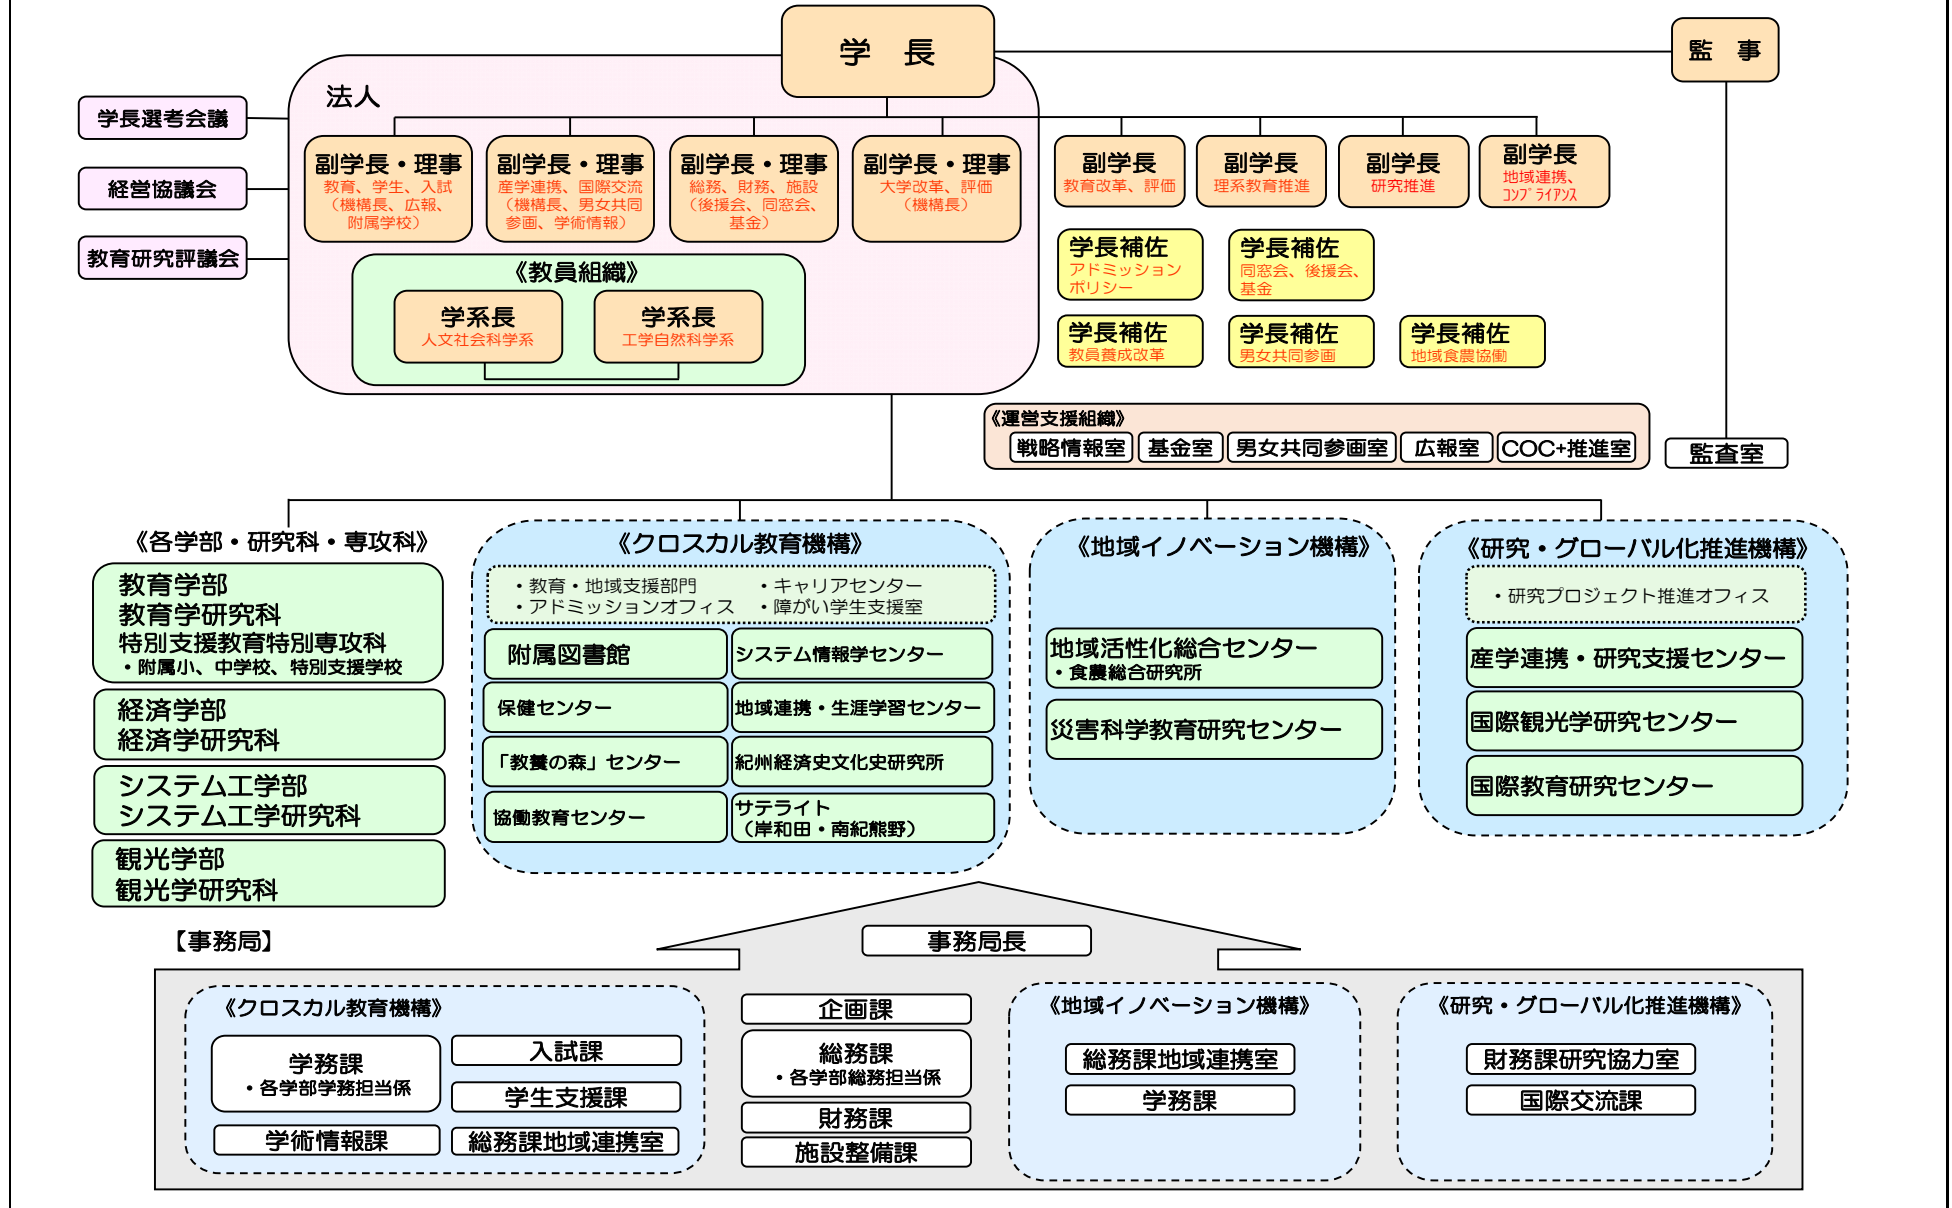 学　長
監　事
法人
学長選考会議
経営協議会
教育研究評議会
副学長・理事
教育、学生、入試
（機構長、広報、
附属学校）
副学長・理事
産学連携、国際交流
（機構長、男女共同
参画、学術情報）
副学長・理事
総務、財務、施設
（後援会、同窓会、
基金）
副学長・理事
大学改革、評価
（機構長）
副学長
教育改革、評価
副学長
理系教育推進
副学長
研究推進
副学長
地域連携、
ｺﾝﾌﾟﾗｲｱﾝｽ
《教員組織》
学系長
人文社会科学系
学系長
工学自然科学系
学長補佐
アドミッション
ポリシー
学長補佐
同窓会、後援会、
基金
学長補佐
教員養成改革
学長補佐
男女共同参画
学長補佐
地域食農協働
《運営支援組織》
戦略情報室
基金室
男女共同参画室
広報室
COC+推進室
監査室
《各学部・研究科・専攻科》
教育学部
教育学研究科
特別支援教育特別専攻科
・附属小、中学校、特別支援学校
経済学部
経済学研究科
システム工学部
システム工学研究科
観光学部
観光学研究科
《クロスカル教育機構》
・教育・地域支援部門
・キャリアセンター
・アドミッションオフィス
・障がい学生支援室
附属図書館
システム情報学センター
保健センター
地域連携・生涯学習センター
「教養の森」センター
紀州経済史文化史研究所
協働教育センター
サテライト
（岸和田・南紀熊野）
《地域イノベーション機構》
地域活性化総合センター
・食農総合研究所
災害科学教育研究センター
《研究・グローバル化推進機構》
・研究プロジェクト推進オフィス
産学連携・研究支援センター
国際観光学研究センター
国際教育研究センター
【事務局】
事務局長
《クロスカル教育機構》
学務課
・各学部学務担当係
入試課
学生支援課
学術情報課
総務課地域連携室
企画課
総務課
・各学部総務担当係
財務課
施設整備課
《地域イノベーション機構》
総務課地域連携室
学務課
《研究・グローバル化推進機構》
財務課研究協力室
国際交流課